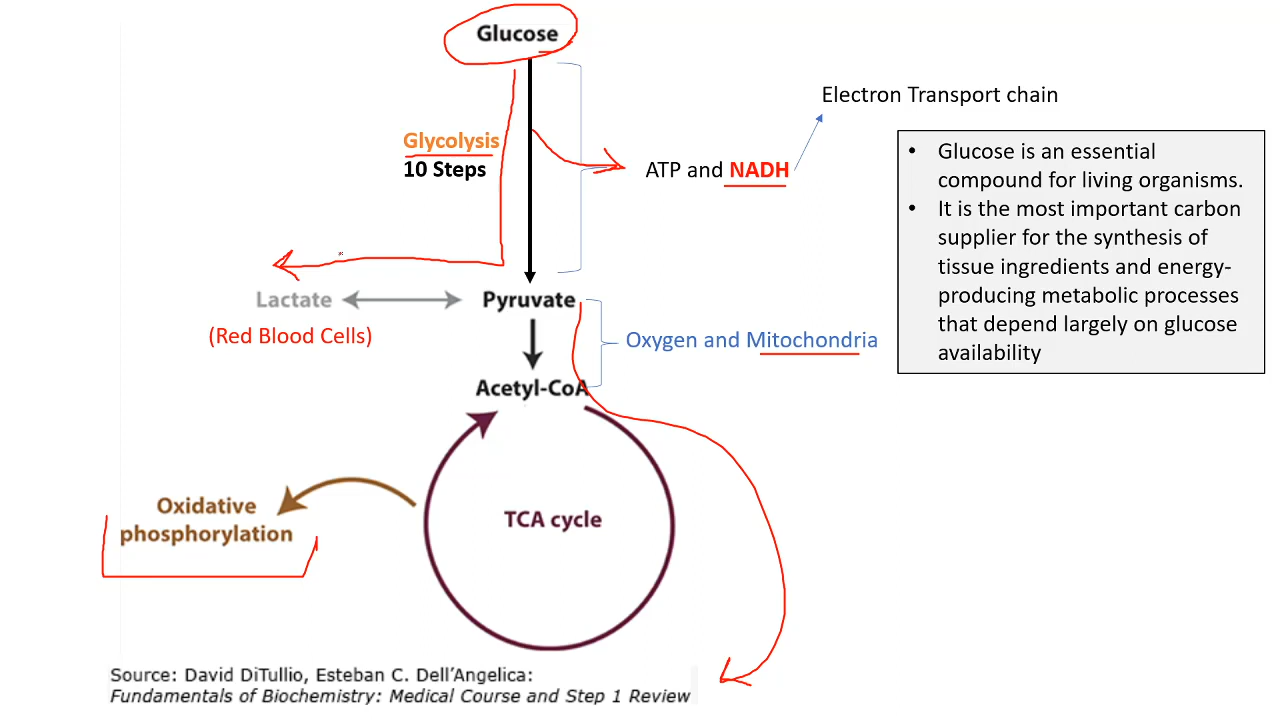 Glucose
Electron Transport chain
Glycolysis
10 Steps
ATP and NADH
• Glucose is an essential
compound for living organisms.
• It is the most important carbon
supplier for the synthesis of
tissue ingredients and energy-
producing metabolic processes
that depend largely on glucose
availability
Lactate
Pyruvate
(Red Blood Cells)
Oxygen and Mitochondria
Acetyl-CoA
Oxidative
phosphorylation
TCA cycle
Source: David DiTullio, Esteban C. Dell’Angelica:
Fundamentals of Biochemistry: Medical Course and Step 1 Review